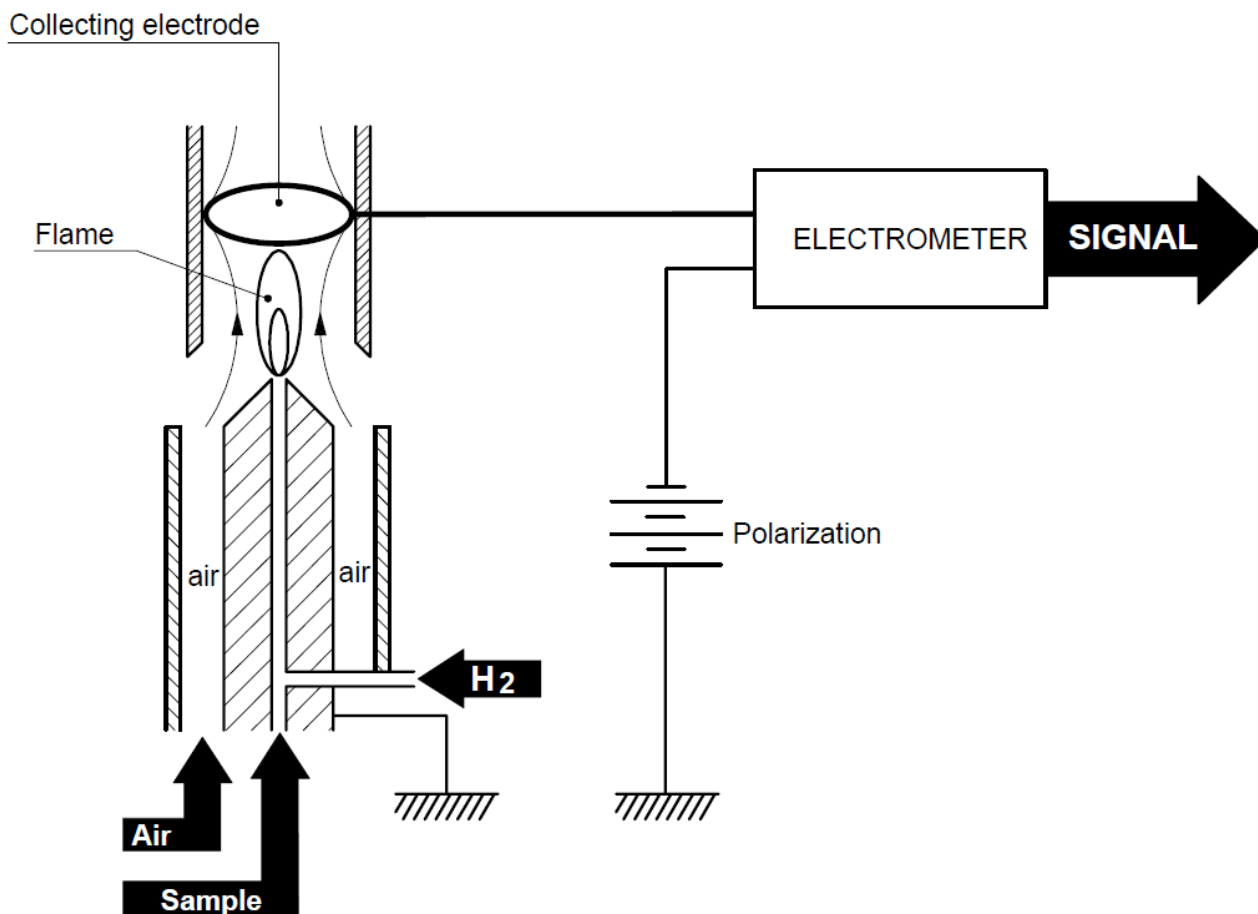 Collecting electrode
Flame
ELECTROMETER
SIGNAL
Polarization
air
air
H2
Air
Sample